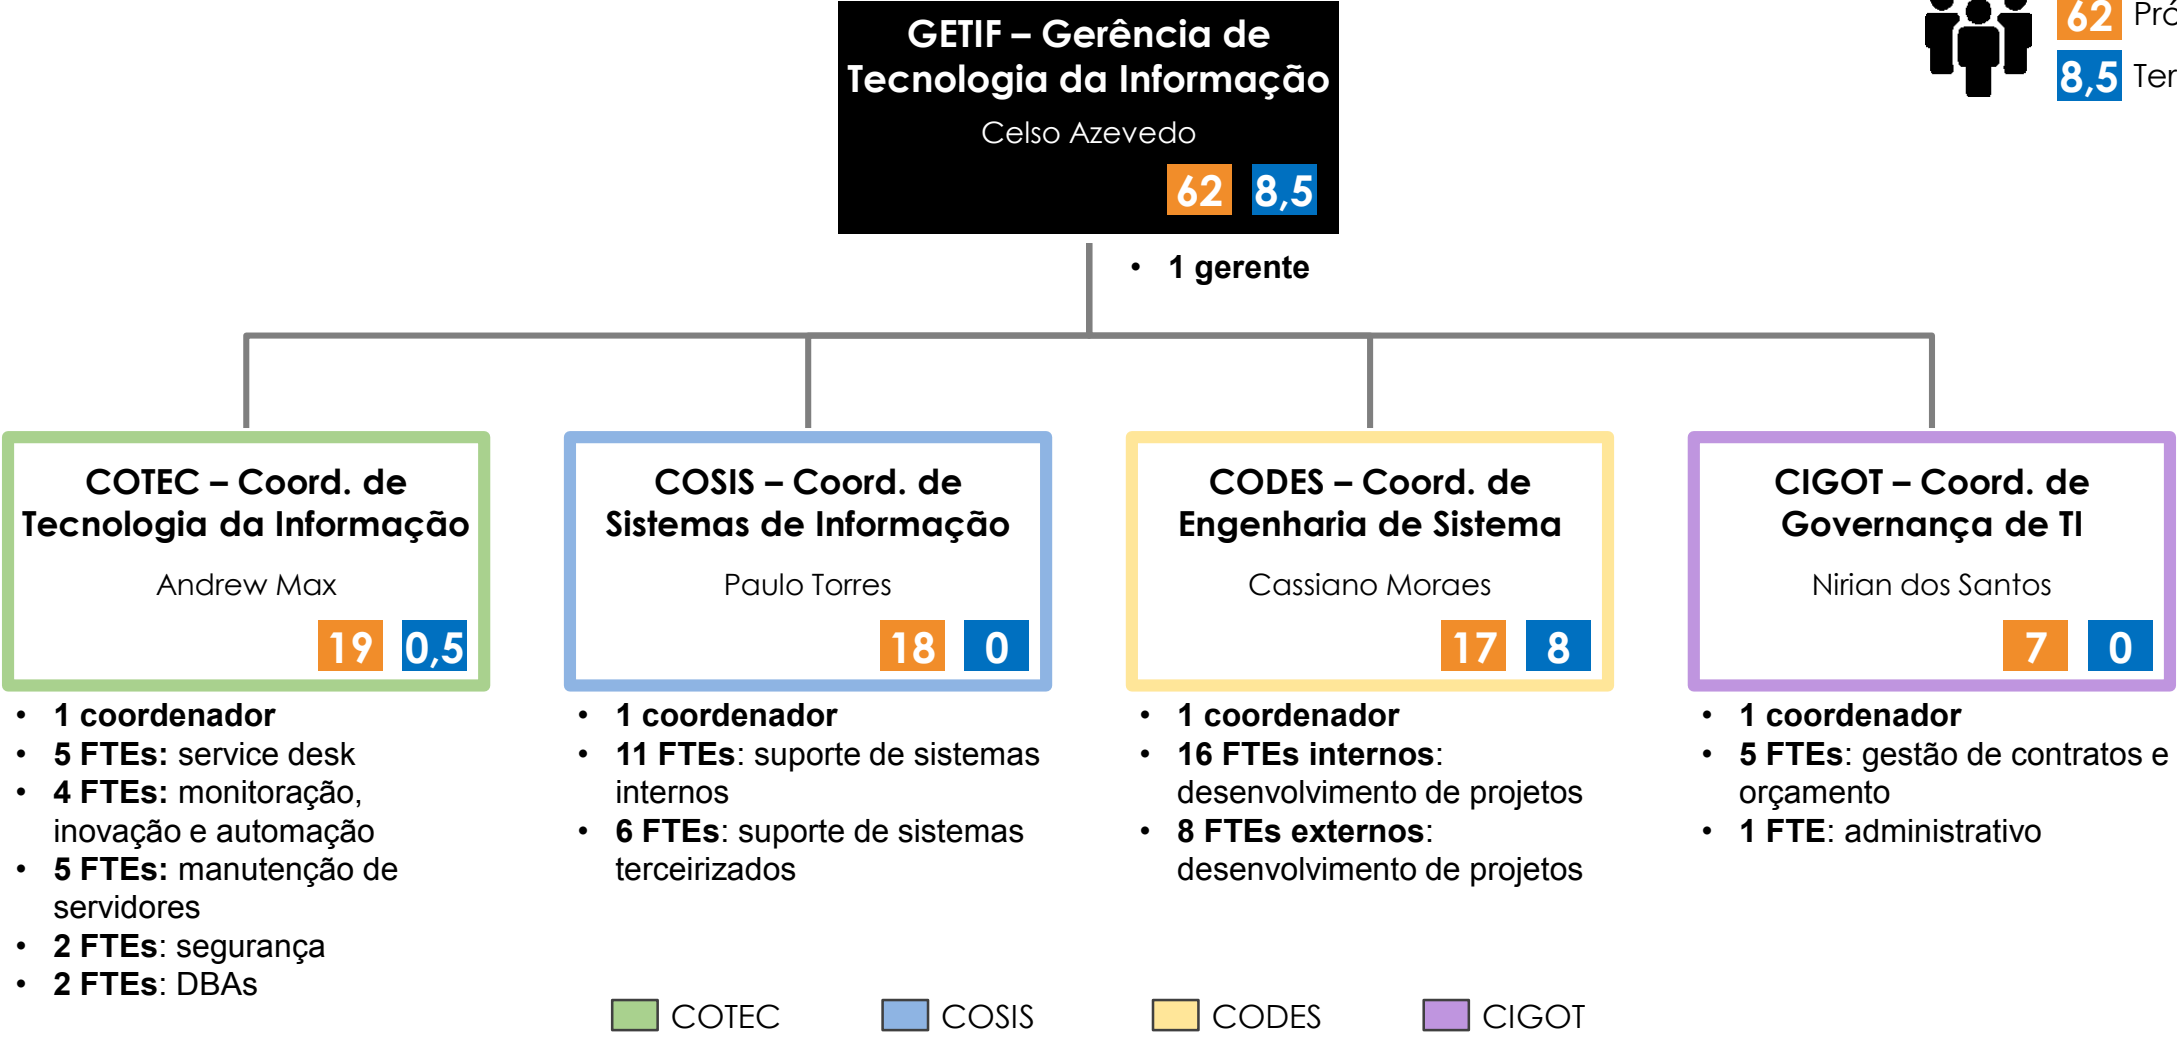 GETIF – Gerência de
Tecnologia da Informação
Celso Azevedo
62 8,5
62
8,5
• 1 gerente
COTEC – Coord. de
Tecnologia da Informação
Andrew Max
19 0,5
• 1 coordenador
• 5 FTEs: service desk
• 4 FTEs: monitoração,
inovação e automação
• 5 FTEs: manutenção de
servidores
• 2 FTEs: segurança
• 2 FTEs: DBAs
COSIS – Coord. de
Sistemas de Informação
Paulo Torres
18 0
• 1 coordenador
• 11 FTEs: suporte de sistemas
internos
• 6 FTEs: suporte de sistemas
terceirizados
CODES – Coord. de
Engenharia de Sistema
Cassiano Moraes
17 8
• 1 coordenador
• 16 FTEs internos:
desenvolvimento de projetos
• 8 FTEs externos:
desenvolvimento de projetos
CIGOT – Coord. de
Governança de TI
Nirian dos Santos
7 0
• 1 coordenador
• 5 FTEs: gestão de contratos e
orçamento
• 1 FTE: administrativo
COTEC
COSIS
CODES
CIGOT